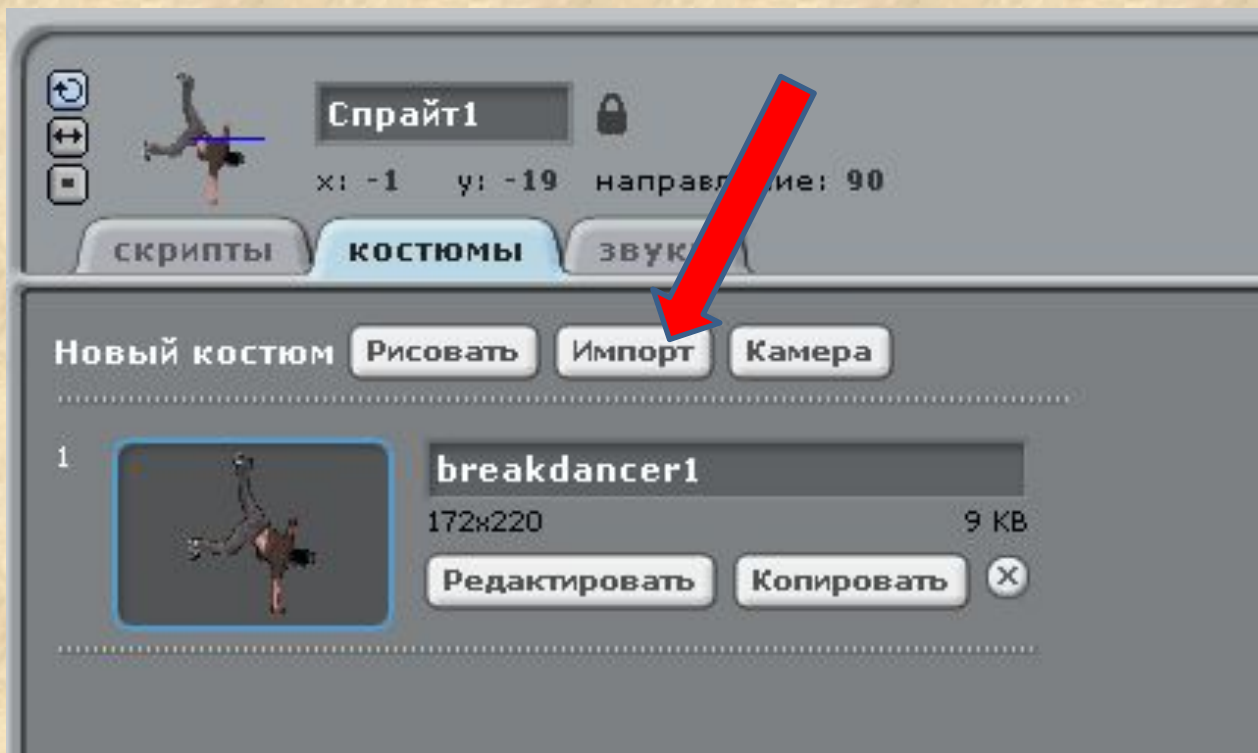 Спрайт1
x: -1 y: -19 направление: 90
скрипты костюмы звуки
Новый костюм Рисовать Импорт Камера
1
breakdancer1
172x220 9 KB
Редактировать Копировать